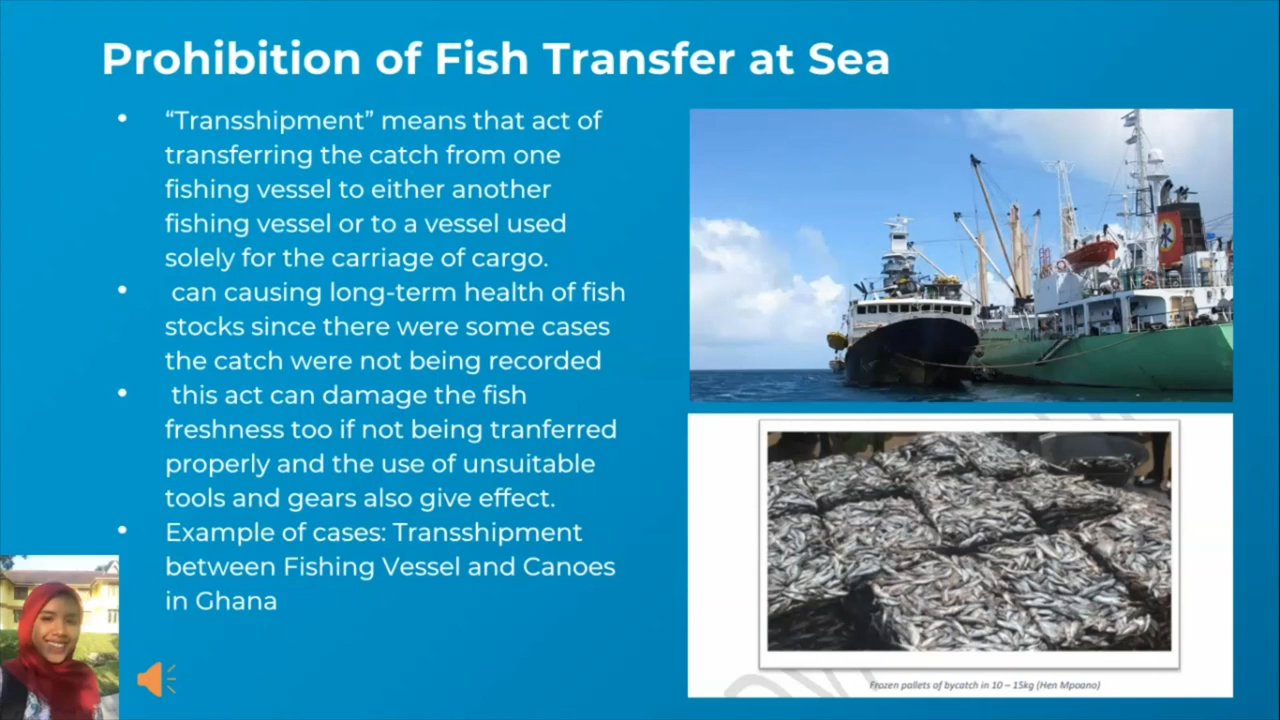 Prohibition of Fish Transfer at Sea
• “Transshipment” means that act of
transferring the catch from one
fishing vessel to either another
fishing vessel or to a vessel used
solely for the carriage of cargo.
• can causing long-term health of fish
stocks since there were some cases
the catch were not being recorded
• this act can damage the fish
freshness too if not being tranferred
properly and the use of unsuitable
tools and gears also give effect.
• Example of cases: Transshipment
between Fishing Vessel and Canoes
in Ghana
水
Frozen pallets of bycatch in 10 – 15kg (Hen Mpoano)